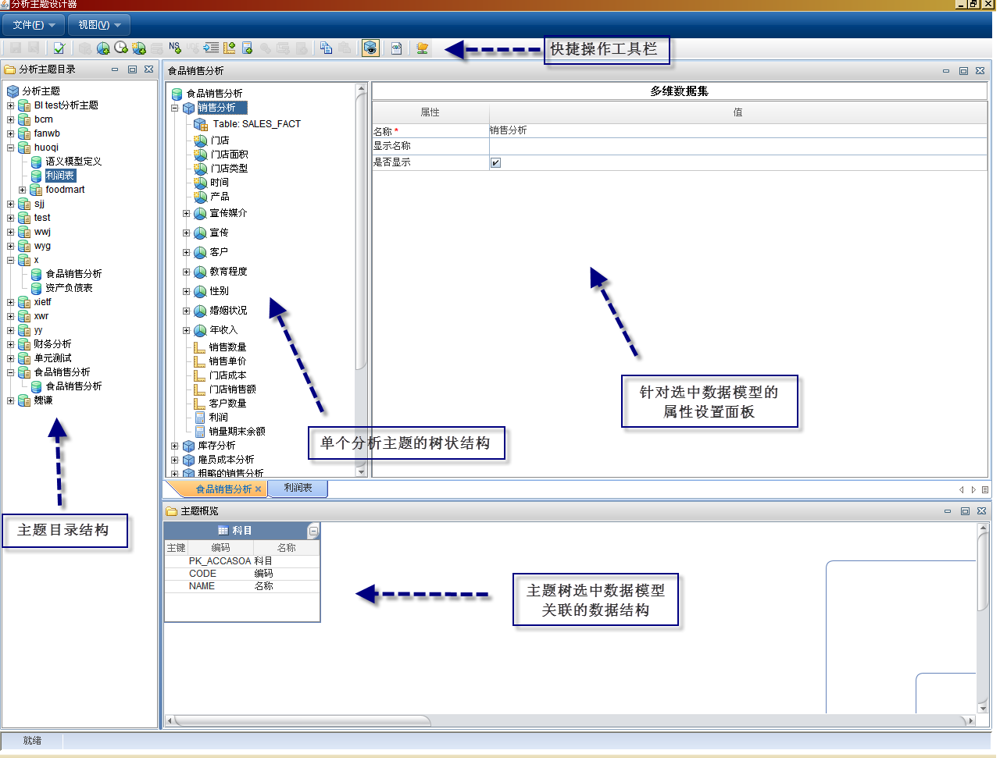 分析主题设计器
文件(F)
视图(V)
NS
快捷操作工具栏
分析主题目录
分析主题
BI test分析主题
bcm
fanwb
huoqi
语义模型定义
利润表
foodmart
sjj
test
wwj
wyg
x
食品销售分析
资产负债表
xietf
xwr
yy
财务分析
单元测试
食品销售分析
食品销售分析
魏谦
主题目录结构
食品销售分析
食品销售分析
销售分析
Table: SALES_FACT
门店
门店面积
门店类型
时间
产品
宣传媒介
宣传
客户
教育程度
性别
婚姻状况
年收入
销售数量
销售单价
门店成本
门店销售额
客户数量
利润
销量期末余额
库存分析
雇员成本分析
粗略的销售分析
单个分析主题的树状结构
多维数据集
属性 值
名称 * 销售分析
显示名称
是否显示
针对选中数据模型的
属性设置面板
食品销售分析
利润表
主题概览
科目
主键 编码 名称
PK_ACCASOA 科目
CODE 编码
NAME 名称
主题树选中数据模型
关联的数据结构
就绪